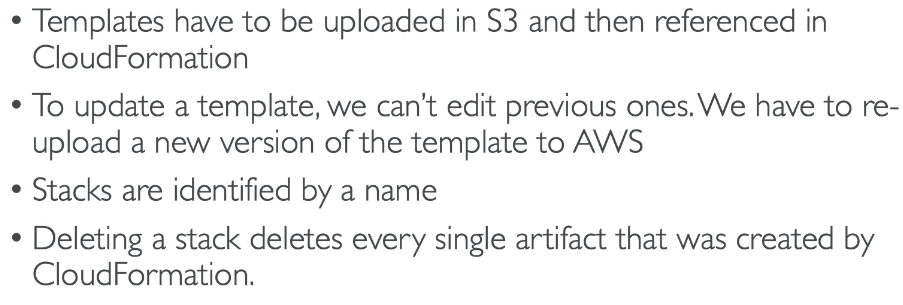 • Templates have to be uploaded in S3 and then referenced in
CloudFormation
• To update a template, we can’t edit previous ones. We have to re-
upload a new version of the template to AWS
• Stacks are identified by a name
• Deleting a stack deletes every single artifact that was created by
CloudFormation.